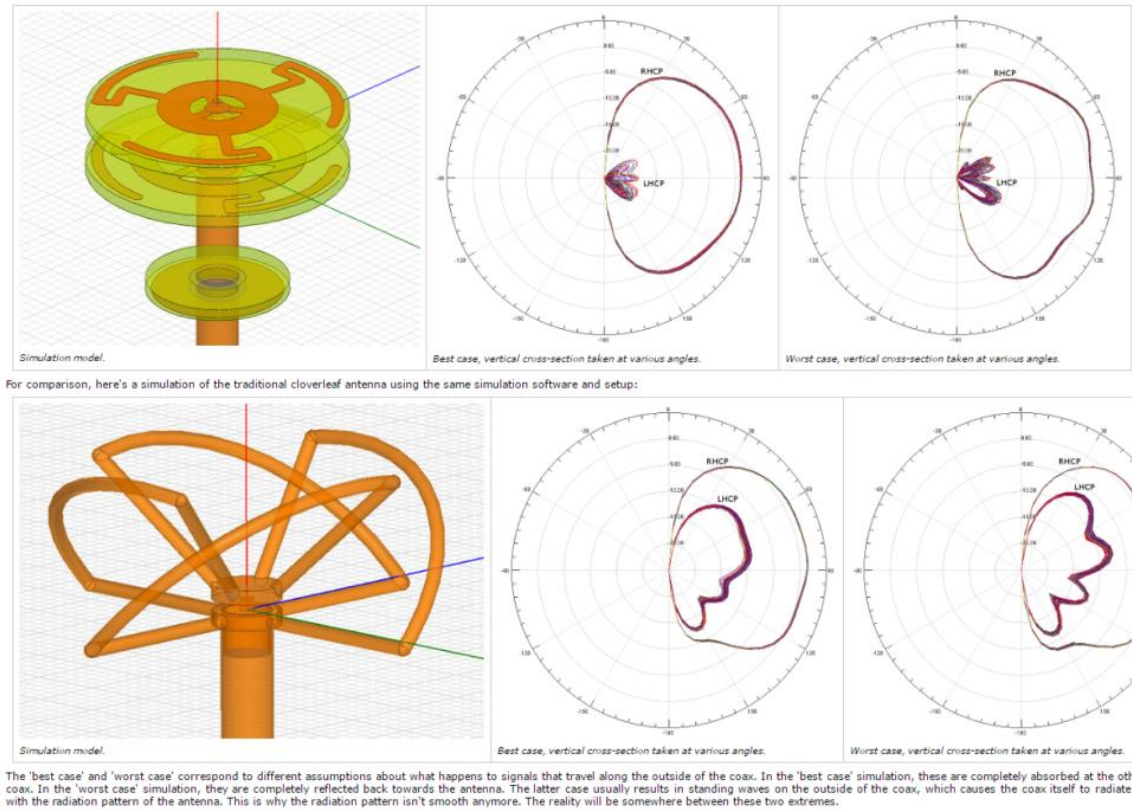 RHCP
LHCP
RHCP
LHCP
Simulation model.
Best case, vertical cross-section taken at various angles.
Worst case, vertical cross-section taken at various angles.
For comparison, here's a simulation of the traditional cloverleaf antenna using the same simulation software and setup:
RHCP
LHCP
RHCP
LHCP
Simulation model.
Best case, vertical cross-section taken at various angles.
Worst case, vertical cross-section taken at various angles.
The 'best case' and 'worst case' correspond to different assumptions about what happens to signals that travel along the outside of the coax. In the 'best case' simulation, these are completely absorbed at the oth
coax. In the 'worst case' simulation, they are completely reflected back towards the antenna. The latter case usually results in standing waves on the outside of the coax, which causes the coax itself to radiate
with the radiation pattern of the antenna. This is why the radiation pattern isn't smooth anymore. The reality will be somewhere between these two extremes.